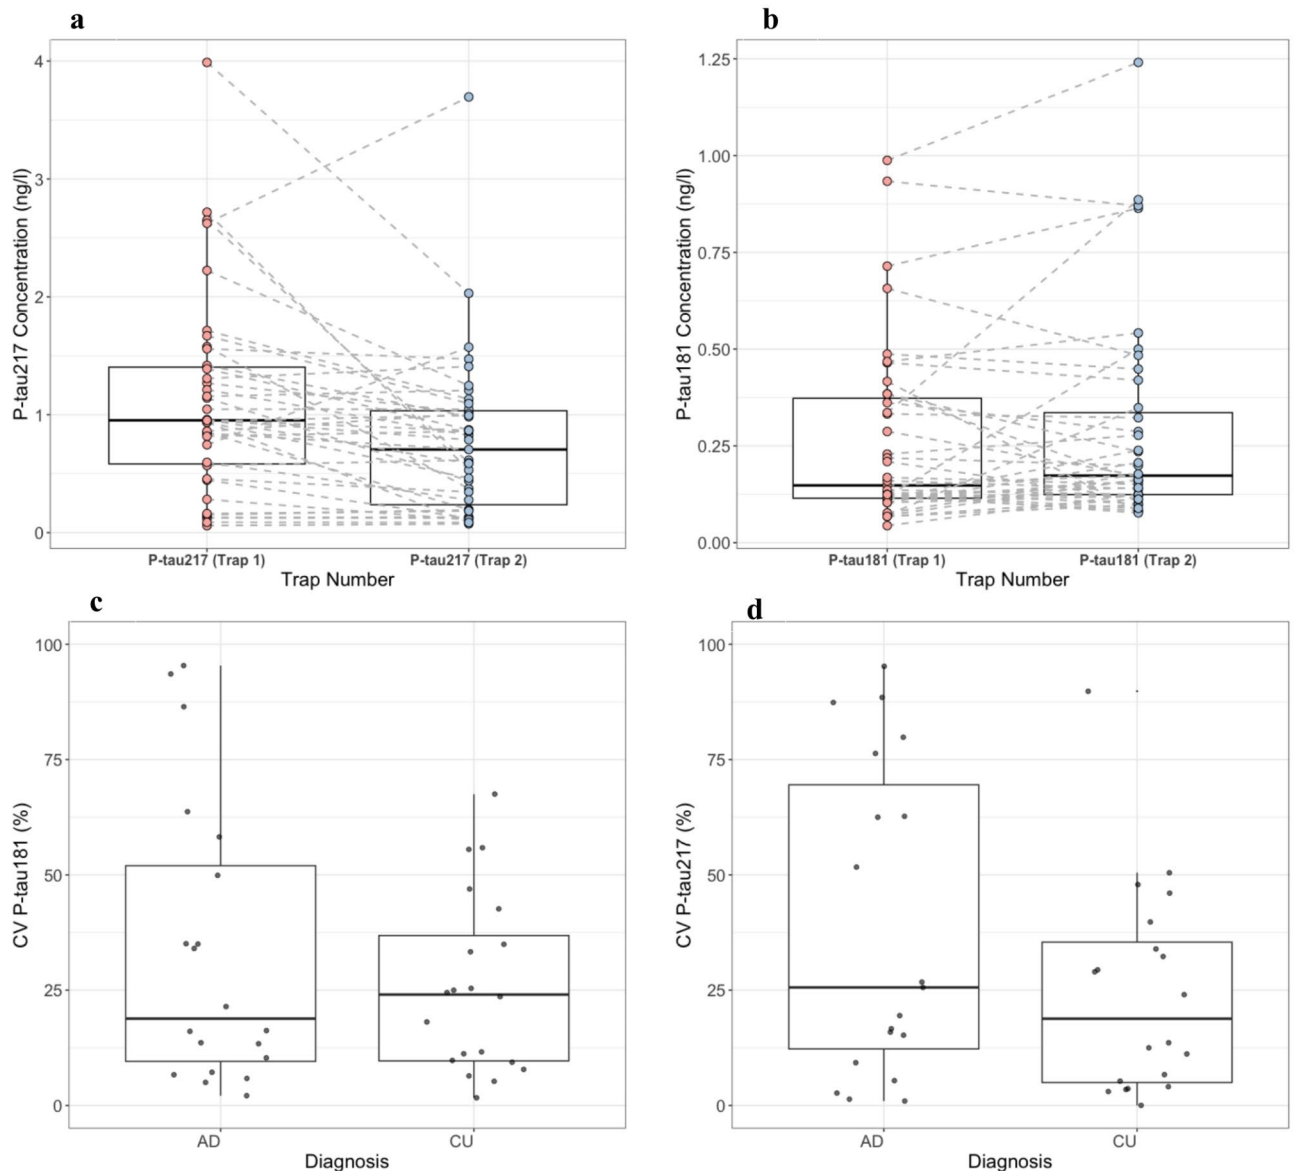 a
4
3
2
1
0
P-tau217 Concentration (ng/l)
P-tau217 (Trap 1)
P-tau217 (Trap 2)
Trap Number
b
1.25
1.00
0.75
0.50
0.25
0.00
P-tau181 Concentration (ng/l)
P-tau181 (Trap 1)
P-tau181 (Trap 2)
Trap Number
c
100
75
50
25
0
CV P-tau181 (%)
AD
CU
Diagnosis
d
100
75
50
25
0
CV P-tau217 (%)
AD
CU
Diagnosis